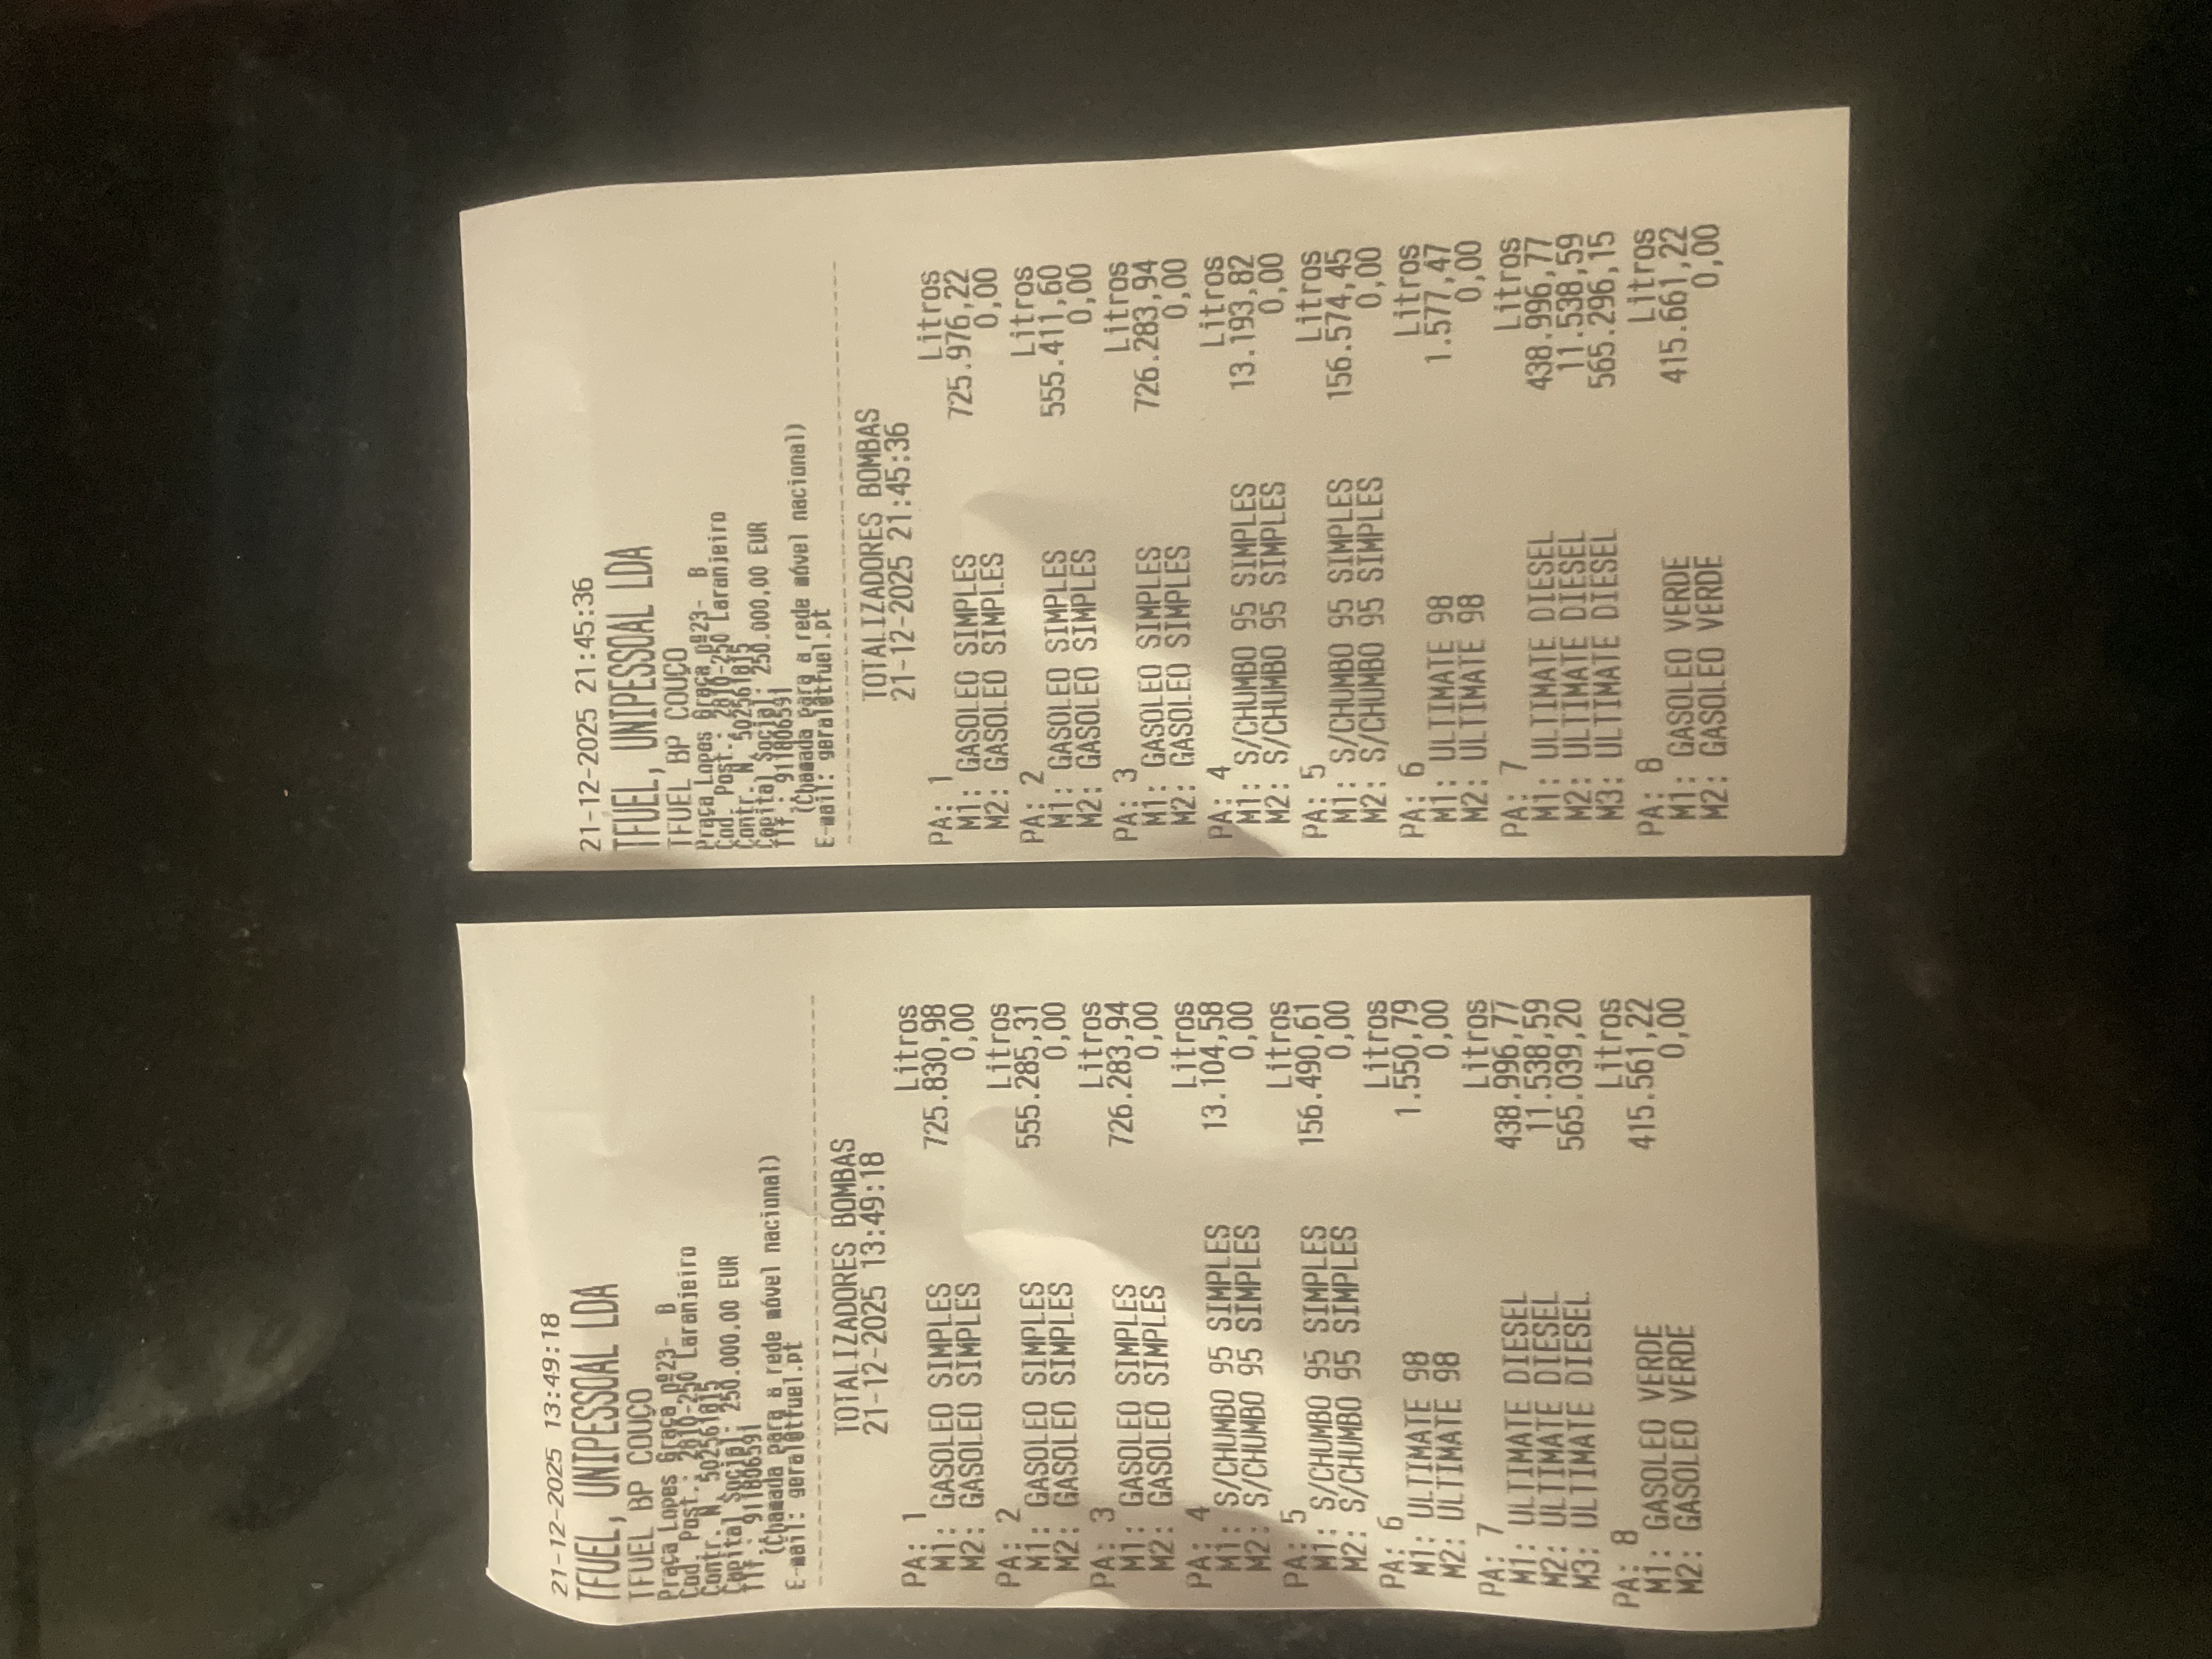 21-12-2025 13:49:18
TFUEL, UNIPESSOAL LDA
TFUEL BP COUÇO
Praça Lopes Graça nº23- B
Cod. Post.: 2810-250 Laranjeiro
Contr. N. 502561815
Capital Social: 250.000,00 EUR
Tlf.: 911806591
(Chamada para a rede móvel nacional)
E-mail: geral@tfuel.pt
TOTALIZADORES BOMBAS
21-12-2025 13:49:18
PA: 1 Litros
M1: GASOLEO SIMPLES 725.830,98
M2: GASOLEO SIMPLES 0,00
PA: 2 Litros
M1: GASOLEO SIMPLES 555.285,31
M2: GASOLEO SIMPLES 0,00
PA: 3 Litros
M1: GASOLEO SIMPLES 726.283,94
M2: GASOLEO SIMPLES 0,00
PA: 4 Litros
M1: S/CHUMBO 95 SIMPLES 13.104,58
M2: S/CHUMBO 95 SIMPLES 0,00
PA: 5 Litros
M1: S/CHUMBO 95 SIMPLES 156.490,61
M2: S/CHUMBO 95 SIMPLES 0,00
PA: 6 Litros
M1: ULTIMATE 98 1.550,79
M2: ULTIMATE 98 0,00
PA: 7 Litros
M1: ULTIMATE DIESEL 438.996,77
M2: ULTIMATE DIESEL 11.538,59
M3: ULTIMATE DIESEL 565.039,20
PA: 8 Litros
M1: GASOLEO VERDE 415.561,22
M2: GASOLEO VERDE 0,00
21-12-2025 21:45:36
TFUEL, UNIPESSOAL LDA
TFUEL BP COUÇO
Praça Lopes Graça nº23- B
Cod. Post.: 2810-250 Laranjeiro
Contr. N. 502561815
Capital Social: 250.000,00 EUR
Tlf.: 911806591
(Chamada para a rede móvel nacional)
E-mail: geral@tfuel.pt
TOTALIZADORES BOMBAS
21-12-2025 21:45:36
PA: 1 Litros
M1: GASOLEO SIMPLES 725.976,22
M2: GASOLEO SIMPLES 0,00
PA: 2 Litros
M1: GASOLEO SIMPLES 555.411,60
M2: GASOLEO SIMPLES 0,00
PA: 3 Litros
M1: GASOLEO SIMPLES 726.283,94
M2: GASOLEO SIMPLES 0,00
PA: 4 Litros
M1: S/CHUMBO 95 SIMPLES 13.193,82
M2: S/CHUMBO 95 SIMPLES 0,00
PA: 5 Litros
M1: S/CHUMBO 95 SIMPLES 156.574,45
M2: S/CHUMBO 95 SIMPLES 0,00
PA: 6 Litros
M1: ULTIMATE 98 1.577,47
M2: ULTIMATE 98 0,00
PA: 7 Litros
M1: ULTIMATE DIESEL 438.996,77
M2: ULTIMATE DIESEL 11.538,59
M3: ULTIMATE DIESEL 565.296,15
PA: 8 Litros
M1: GASOLEO VERDE 415.661,22
M2: GASOLEO VERDE 0,00